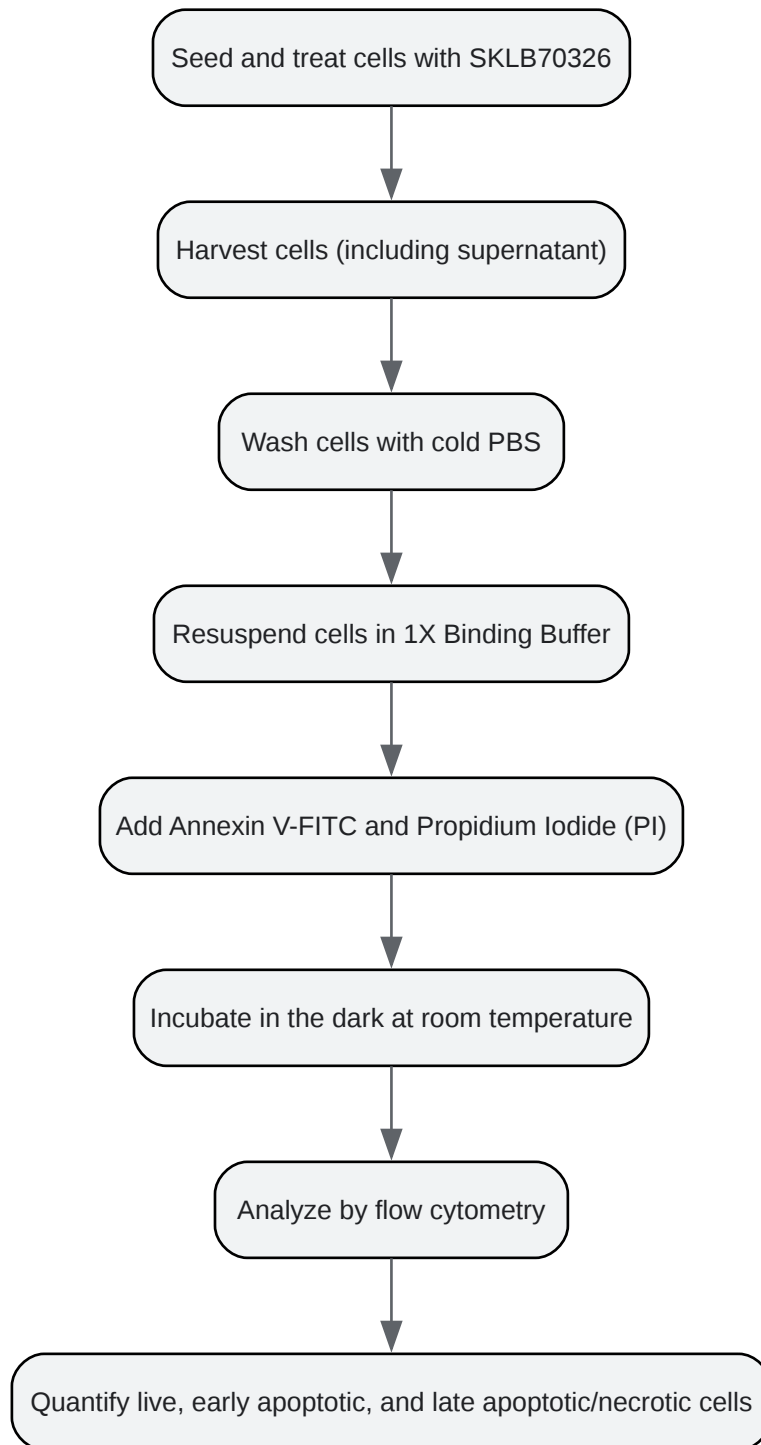 Seed and treat cells with SKLB70326
Harvest cells (including supernatant)
Wash cells with cold PBS
Resuspend cells in 1X Binding Buffer
Add Annexin V-FITC and Propidium Iodide (PI)
Incubate in the dark at room temperature
Analyze by flow cytometry
Quantify live, early apoptotic, and late apoptotic/necrotic cells